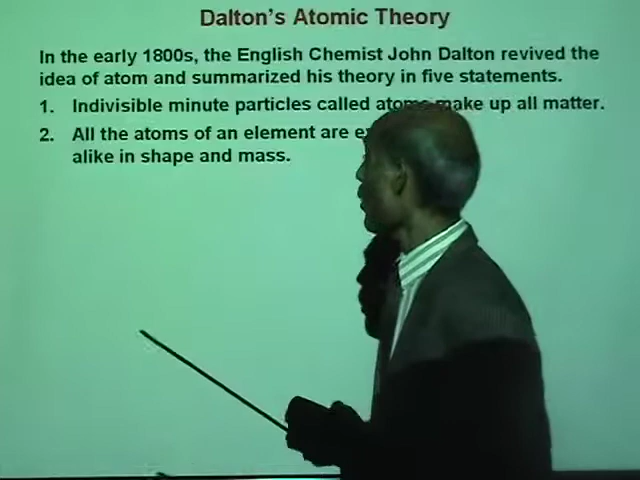 Dalton's Atomic Theory
In the early 1800s, the English Chemist John Dalton revived the
idea of atom and summarized his theory in five statements.
1. Indivisible minute particles called atoms make up all matter.
2. All the atoms of an element are
alike in shape and mass.